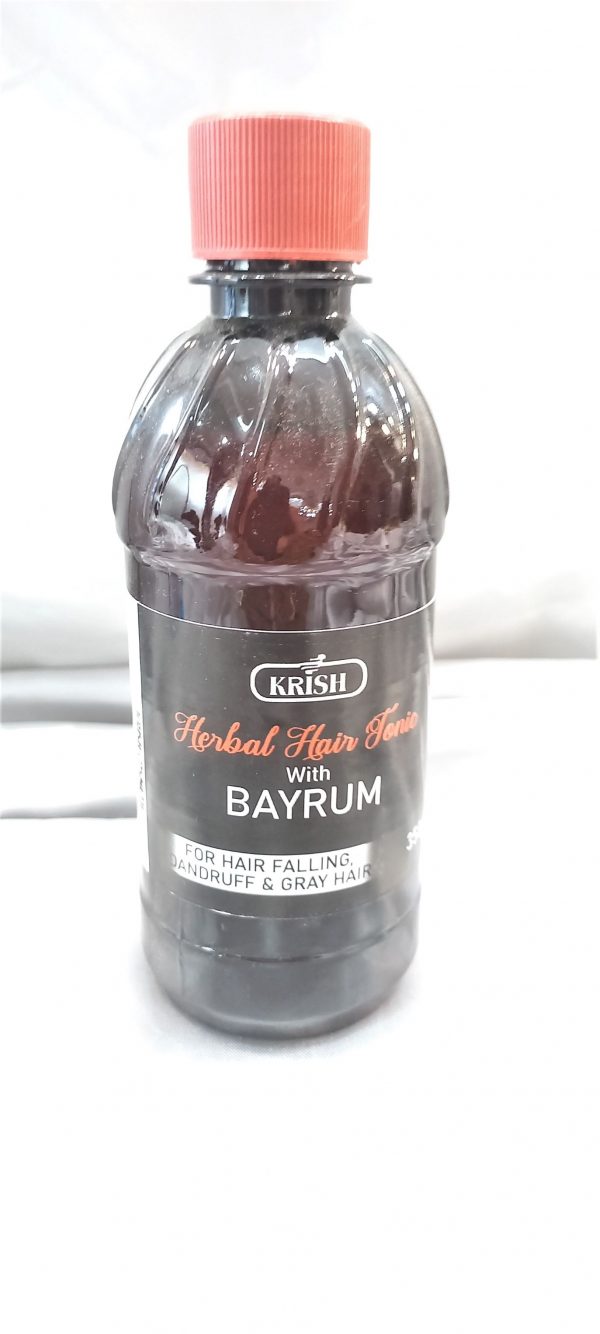 KRISH
Herbal Hair Tonic
With
BAYRUM
FOR HAIR FALLING,
DANDRUFF & GRAY HAIR